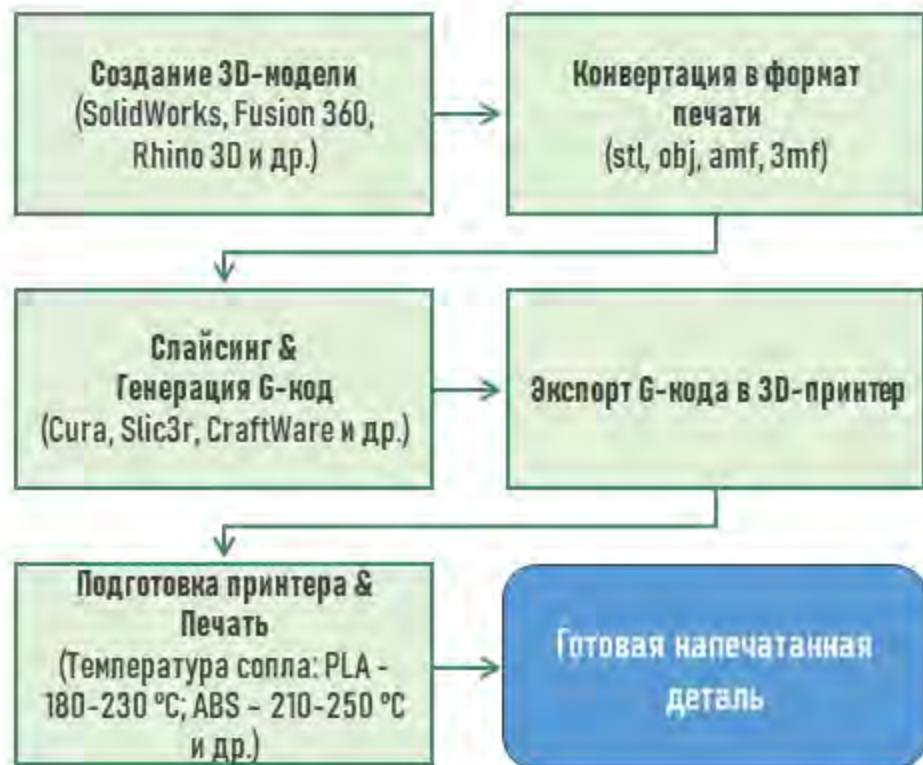 Создание 3D-модели
(SolidWorks, Fusion 360,
Rhino 3D и др.)
Конвертация в формат
печати
(stl, obj, amf, 3mf)
Слайсинг &
Генерация G-код
(Cura, Slic3r, CraftWare и др.)
Экспорт G-кода в 3D-принтер
Подготовка принтера &
Печать
(Температура сопла: PLA -
180-230 °C; ABS – 210-250 °C
и др.)
Готовая напечатанная
деталь